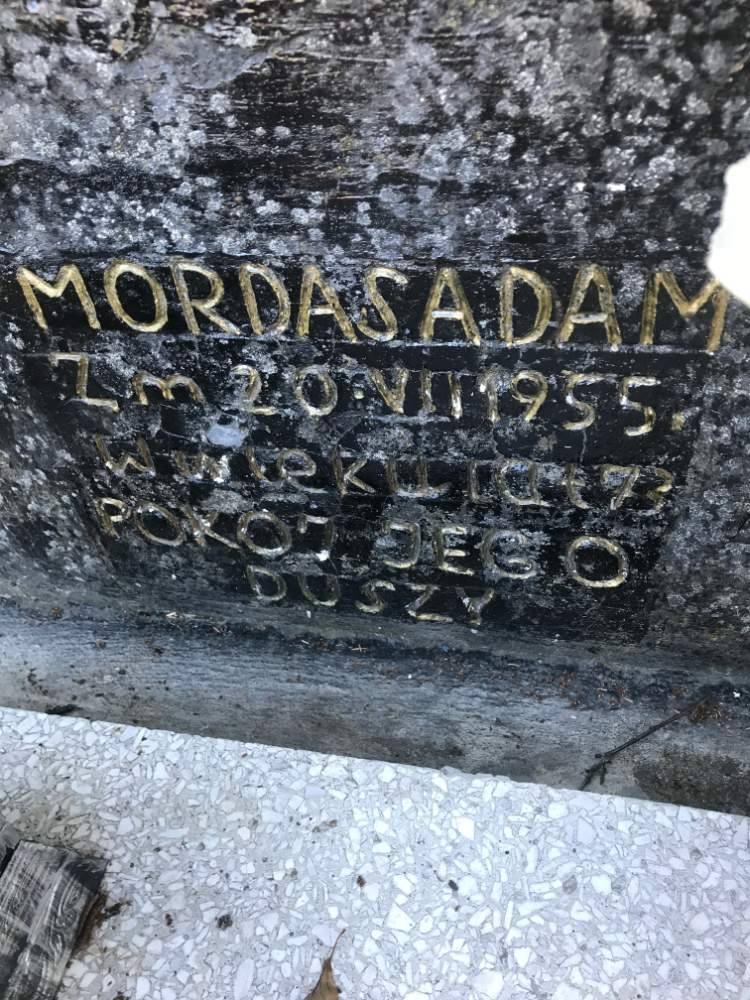 MORDAS ADAM
Zm 20.VII 1955.
W WIEKU lat 73
POKÓJ JEGO
DUSZY